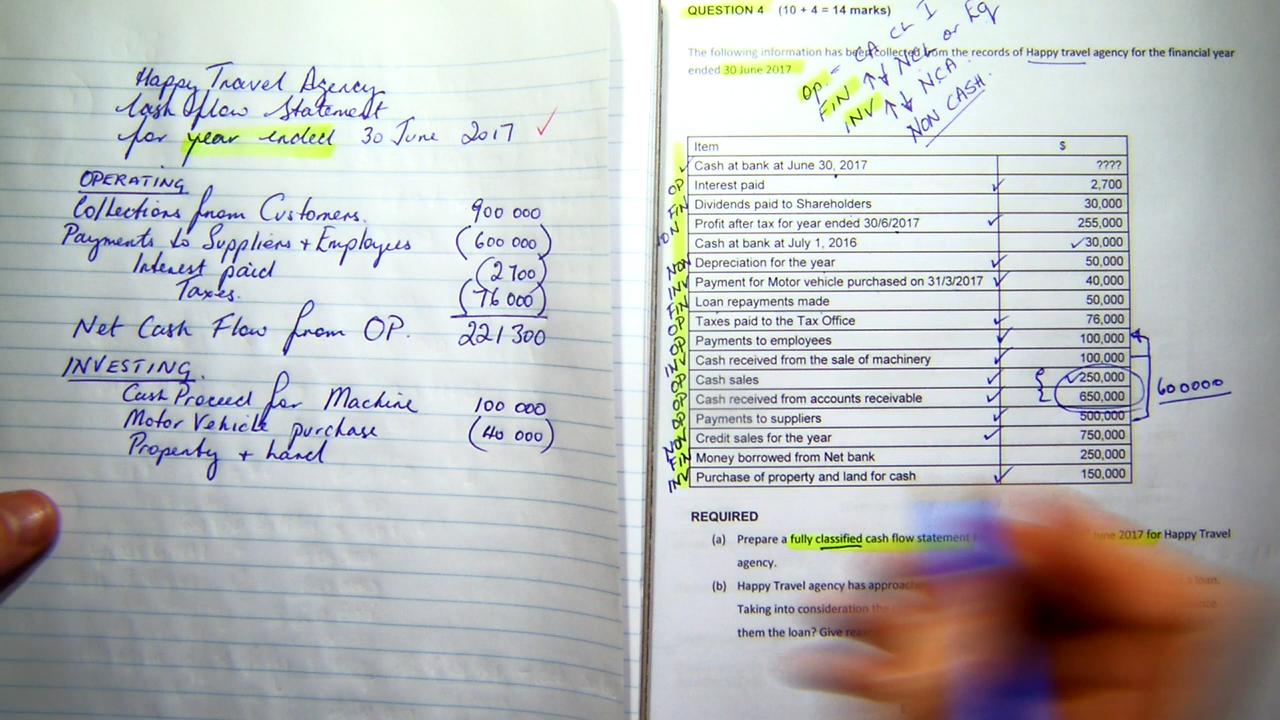 Happy Travel Agency
Cash flow Statement
for year ended 30 June 2017 ✓
OPERATING
Collections from Customers. 900 000
Payments to Suppliers + Employees (600 000)
Interest paid (2 700)
Taxes. (76 000)
Net Cash Flow from OP. 221 300
INVESTING.
Cash Proceed for Machine 100 000
Motor Vehicle purchase (40 000)
Property + land
QUESTION 4 (10 + 4 = 14 marks)
The following information has been collected from the records of Happy travel agency for the financial year
ended 30 June 2017
OP = CA CL I
FIN ↑↓ NCL or Eq
INV ↑↓ NCA.
NON CASH.
Item $
Cash at bank at June 30, 2017 ????
OP Interest paid 2,700
FIN Dividends paid to Shareholders 30,000
Profit after tax for year ended 30/6/2017 255,000
Cash at bank at July 1, 2016 30,000
NON Depreciation for the year 50,000
INV Payment for Motor vehicle purchased on 31/3/2017 40,000
FIN Loan repayments made 50,000
OP Taxes paid to the Tax Office 76,000
OP Payments to employees 100,000
INV Cash received from the sale of machinery 100,000
OP Cash sales 250,000
OP Cash received from accounts receivable 650,000
600000
OP Payments to suppliers 500,000
NON Credit sales for the year 750,000
FIN Money borrowed from Net bank 250,000
INV Purchase of property and land for cash 150,000
REQUIRED
(a) Prepare a fully classified cash flow statement June 2017 for Happy Travel
agency.
(b) Happy Travel agency has a loan.
Taking into consideration the
them the loan? Give